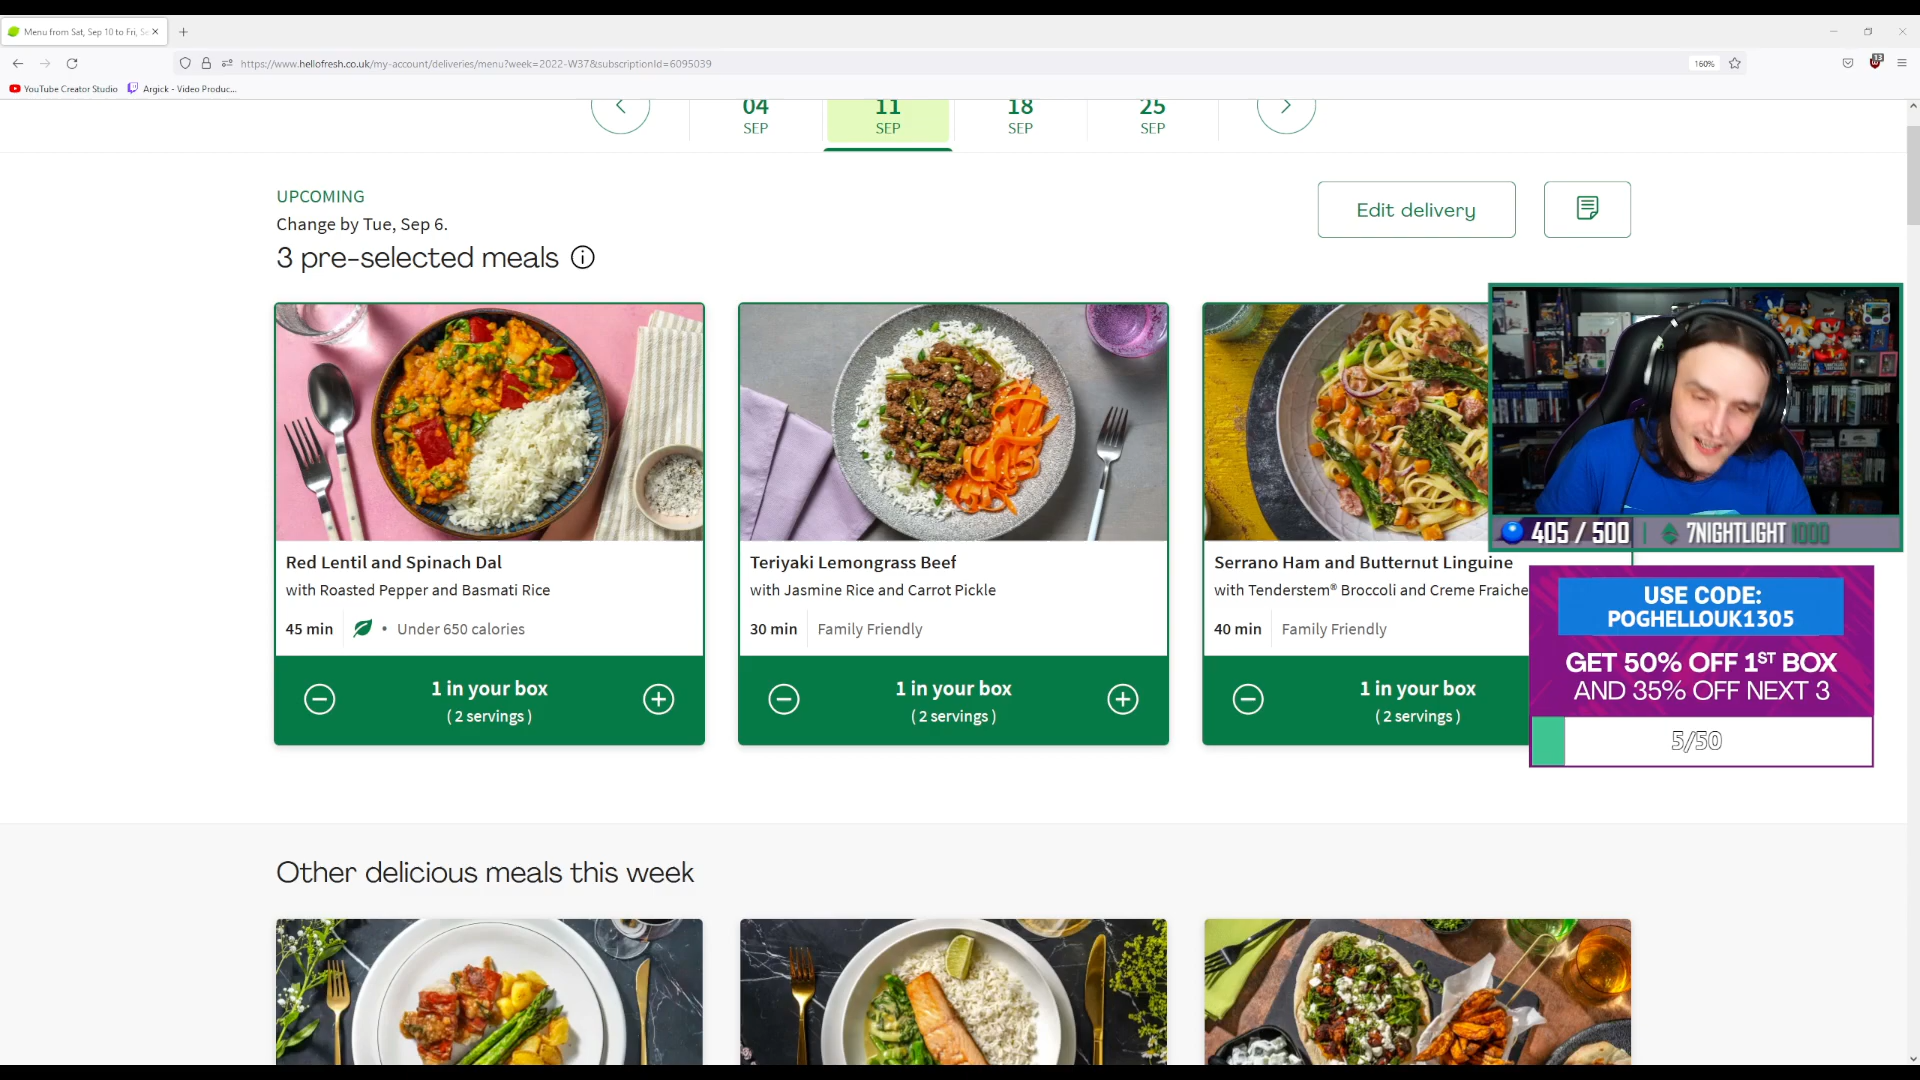 Menu from Sat, Sep 10 to Fri, Se
https://www.hellofresh.co.uk/my-account/deliveries/menu?week=2022-W37&subscriptionId=6095039
160%
13
YouTube Creator Studio
Argick - Video Produc...
04
SEP
11
SEP
18
SEP
25
SEP
UPCOMING
Change by Tue, Sep 6.
3 pre-selected meals
Edit delivery
Red Lentil and Spinach Dal
with Roasted Pepper and Basmati Rice
45 min • Under 650 calories
1 in your box
( 2 servings )
Teriyaki Lemongrass Beef
with Jasmine Rice and Carrot Pickle
30 min Family Friendly
1 in your box
( 2 servings )
Serrano Ham and Butternut Linguine
with Tenderstem® Broccoli and Creme Fraiche
40 min Family Friendly
1 in your box
( 2 servings )
405 / 500 | 7NIGHTLIGHT 1000
USE CODE:
POGHELLOUK1305
GET 50% OFF 1ST BOX
AND 35% OFF NEXT 3
5/50
Other delicious meals this week